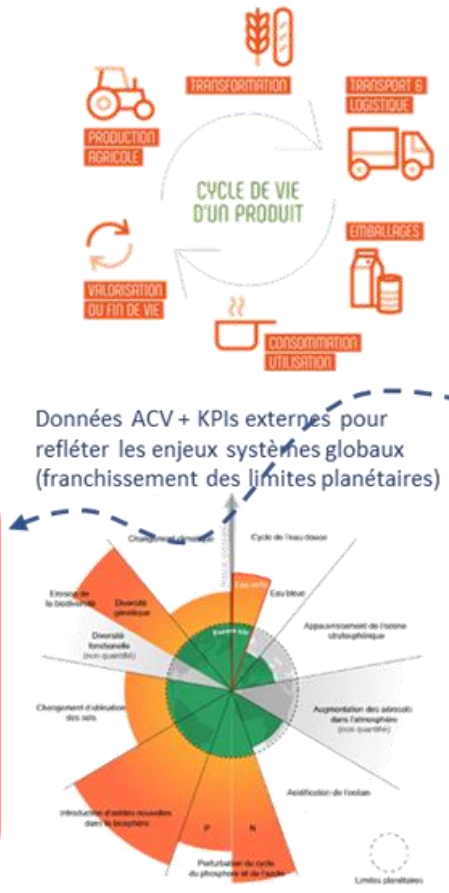 TRANSFORMATION
TRANSPORT &
LOGISTIQUE
PRODUCTION
AGRICOLE
CYCLE DE VIE
D'UN PRODUIT
EMBALLAGES
VALORISATION
OU FIN DE VIE
CONSOMMATION
UTILISATION
Données ACV + KPIs externes pour
refléter les enjeux systèmes globaux
(franchissement des limites planétaires)
Changement climatique
Cycle de l'eau douce
Eau verte
Eau bleue
Erosion de
la biodiversité
Diversité
génétique
Appauvrissement de l'ozone
stratosphérique
Diversité
fonctionnelle
(non quantifié)
Changement d'utilisation
des sols
Augmentation des aérosols
dans l'atmosphère
(non quantifié)
Acidification de l'océan
Introduction d'entités nouvelles
dans la biosphère
P
N
Perturbation du cycle
du phosphore et de l'azote
Limites planétaires